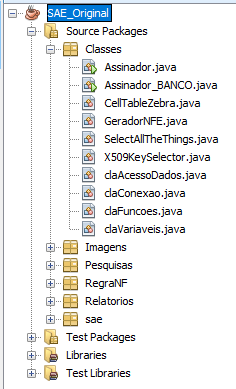 SAE_Original
Source Packages
Classes
Assinador.java
Assinador_BANCO.java
CellTableZebra.java
GeradorNFE.java
SelectAllTheThings.java
X509KeySelector.java
claAcessoDados.java
claConexao.java
claFuncoes.java
claVariaveis.java
Imagens
Pesquisas
RegraNF
Relatorios
sae
Test Packages
Libraries
Test Libraries